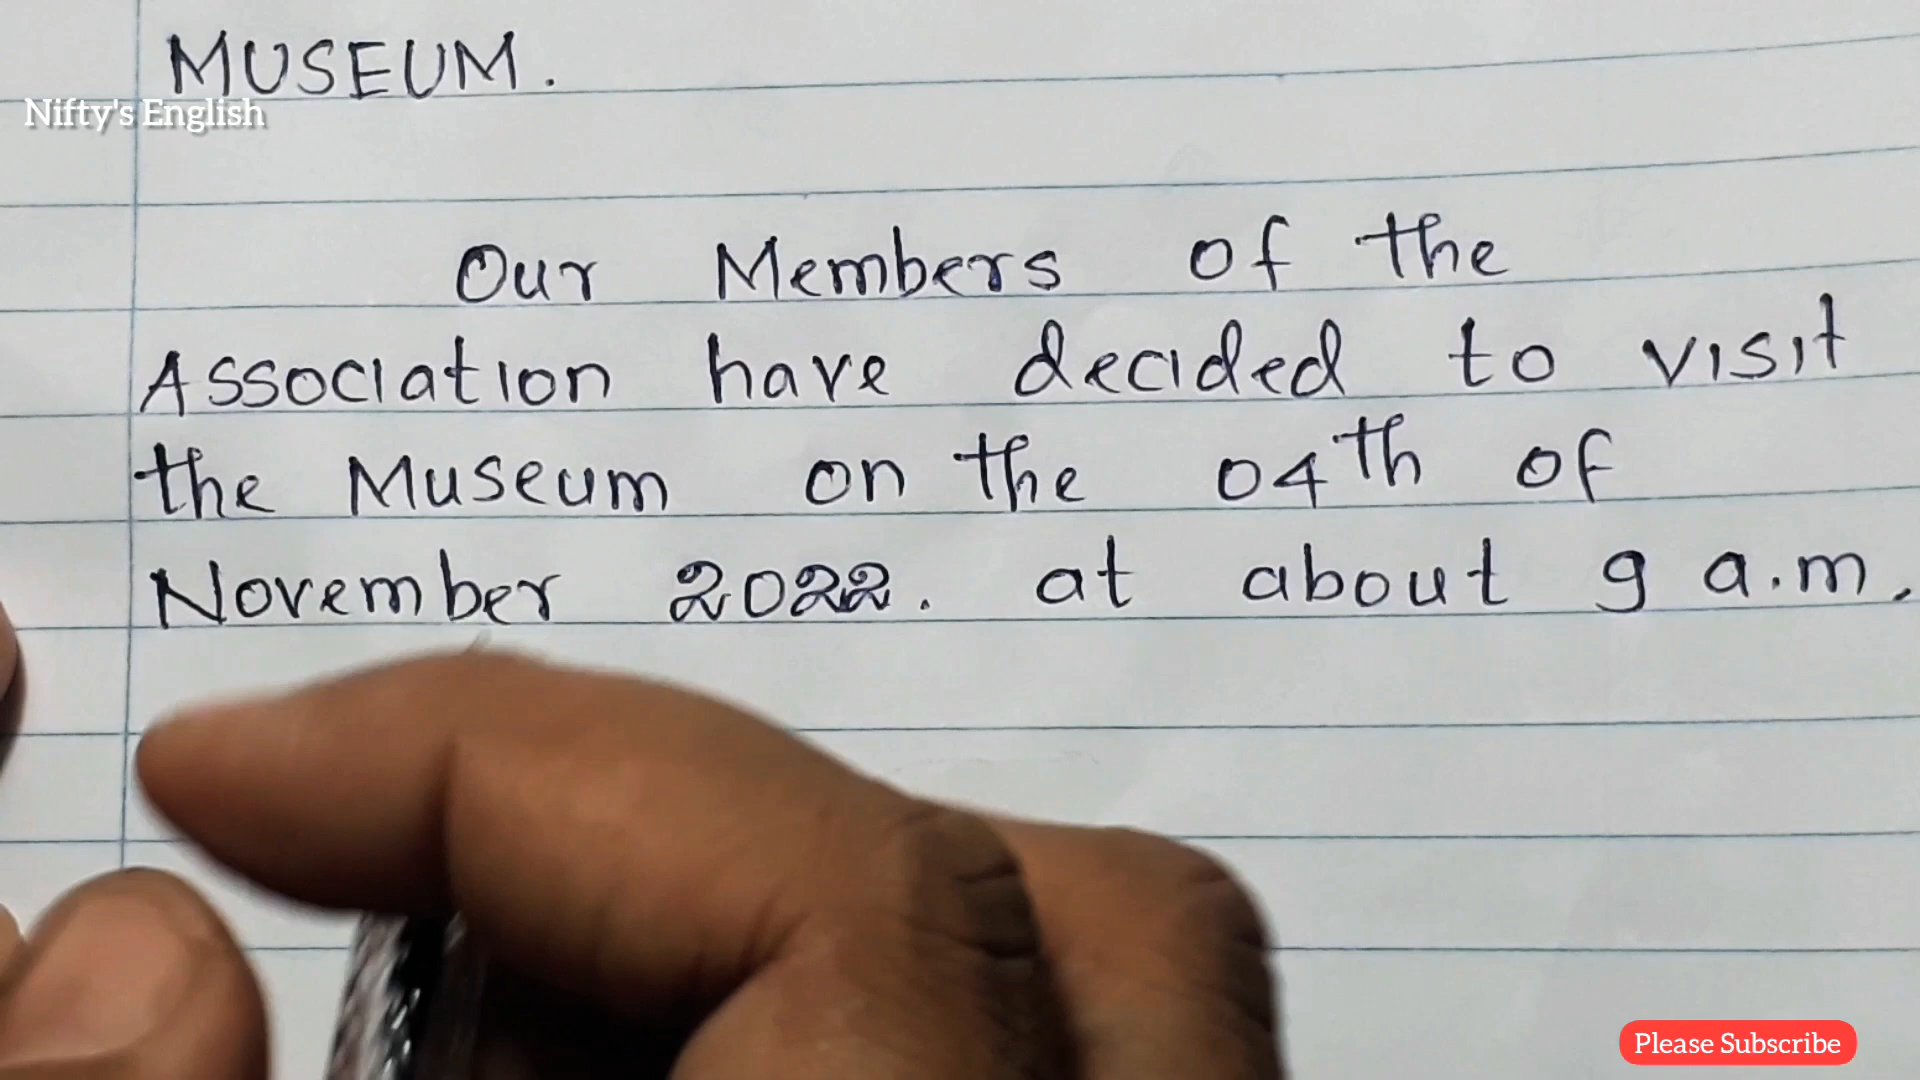 MUSEUM.
Nifty's English
Our Members of the
Association have decided to visit
the Museum on the 04th of
November 2022. at about 9 a.m.
Please Subscribe